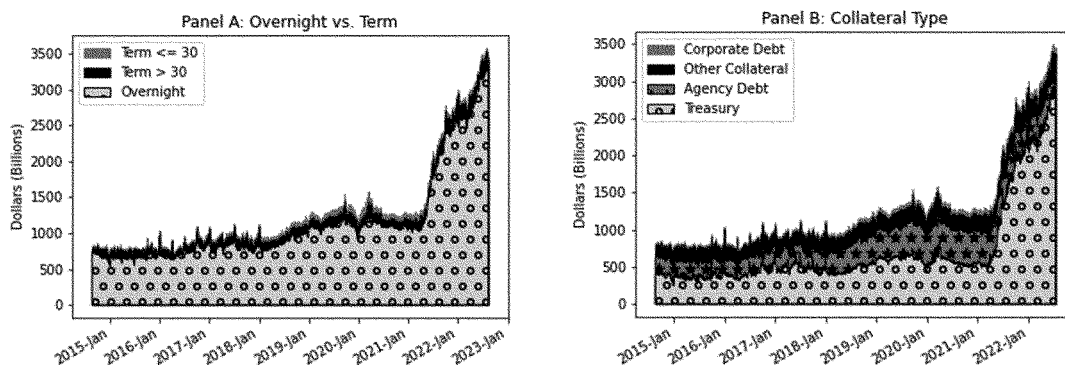 Panel A: Overnight vs. Term
Term <= 30
Term > 30
Overnight
Dollars (Billions)
3500
3000
2500
2000
1500
1000
500
0
2015-Jan
2016-Jan
2017-Jan
2018-Jan
2019-Jan
2020-Jan
2021-Jan
2022-Jan
2023-Jan
Panel B: Collateral Type
Corporate Debt
Other Collateral
Agency Debt
Treasury
Dollars (Billions)
3500
3000
2500
2000
1500
1000
500
0
2015-Jan
2016-Jan
2017-Jan
2018-Jan
2019-Jan
2020-Jan
2021-Jan
2022-Jan